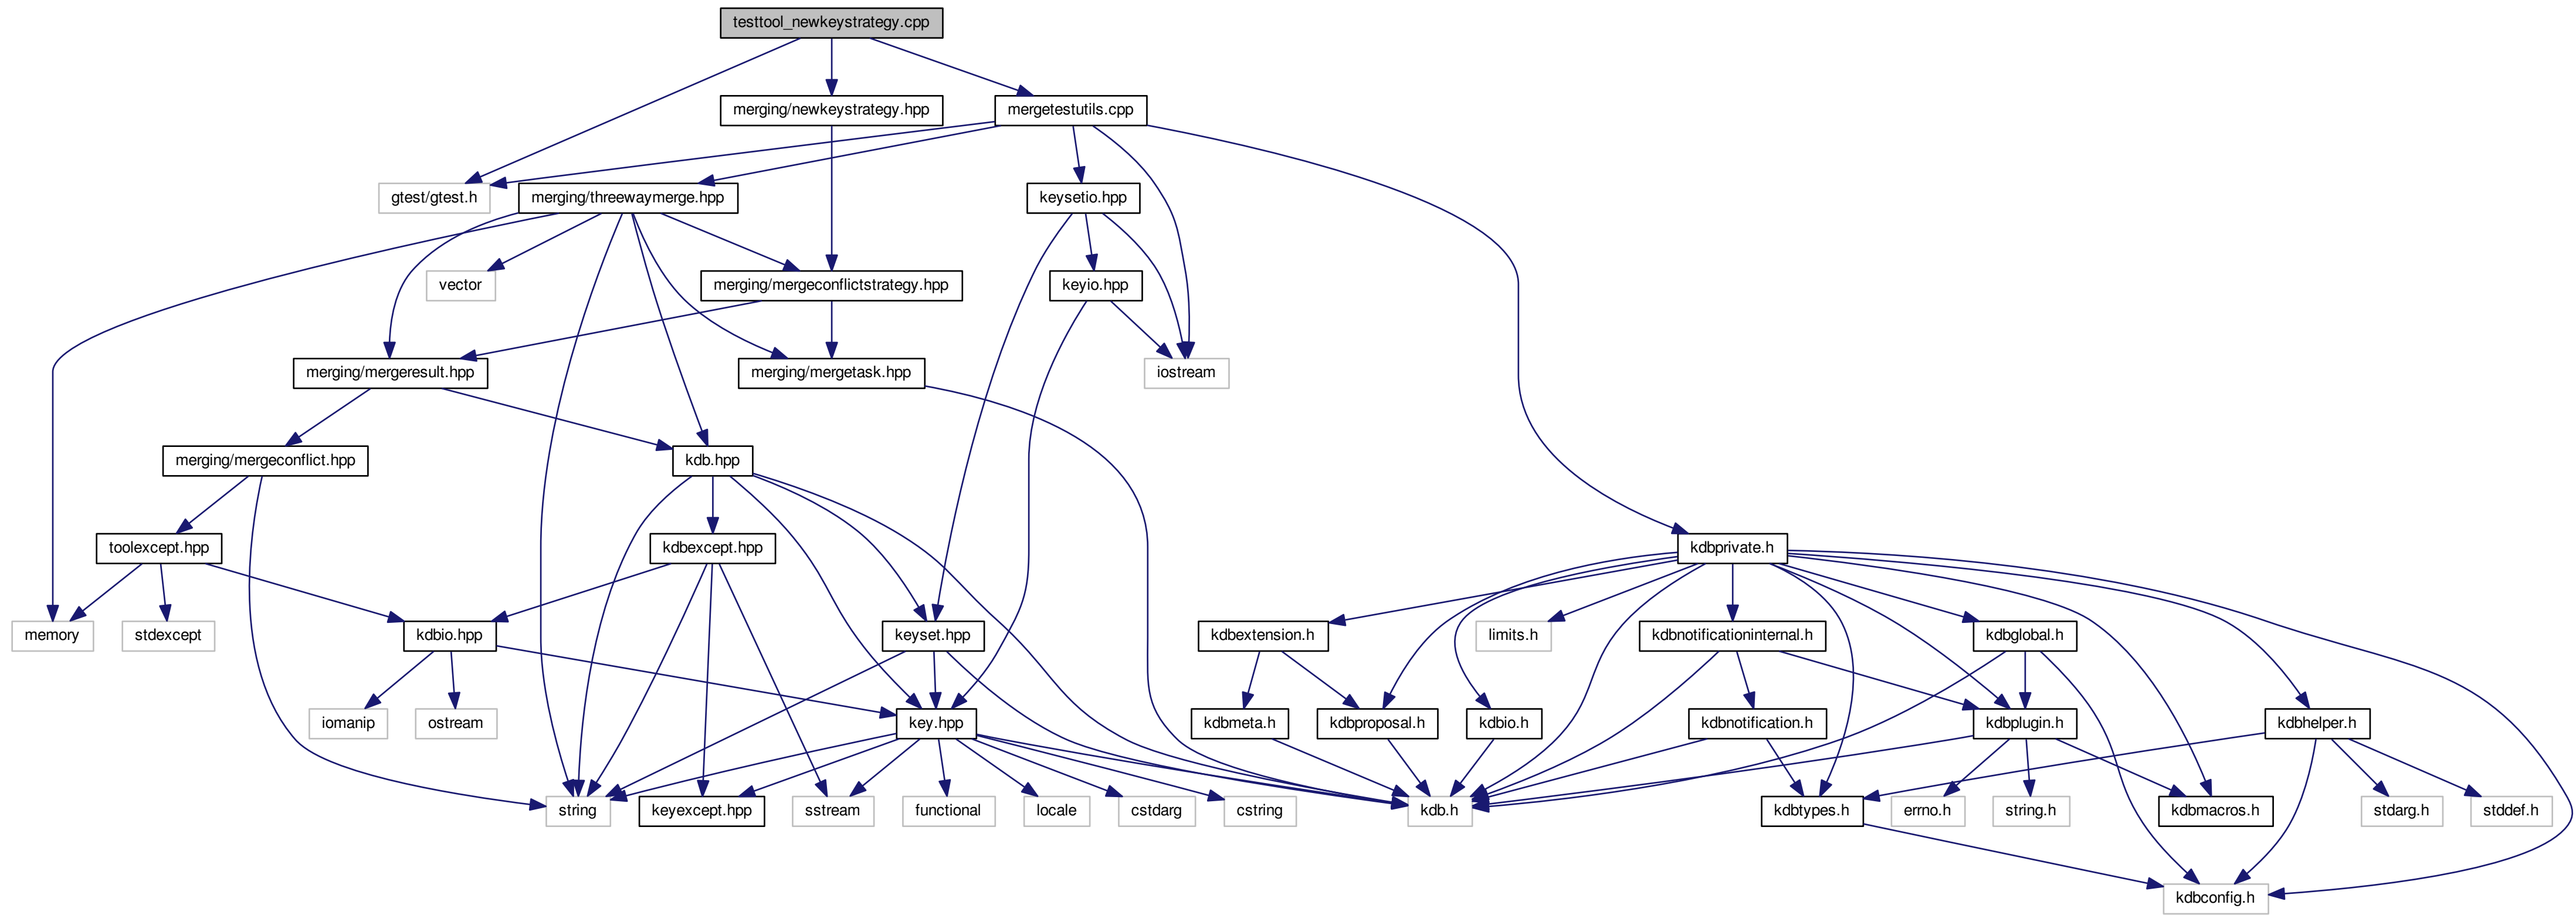 testtool_newkeystrategy.cpp
merging/newkeystrategy.hpp
mergetestutils.cpp
gtest/gtest.h
merging/threewaymerge.hpp
keysetio.hpp
vector
merging/mergeconflictstrategy.hpp
keyio.hpp
merging/mergeresult.hpp
merging/mergetask.hpp
iostream
merging/mergeconflict.hpp
kdb.hpp
toolexcept.hpp
kdbexcept.hpp
kdbprivate.h
memory
stdexcept
kdbio.hpp
keyset.hpp
kdbextension.h
limits.h
kdbnotificationinternal.h
kdbglobal.h
iomanip
ostream
key.hpp
kdbmeta.h
kdbproposal.h
kdbio.h
kdbnotification.h
kdbplugin.h
kdbhelper.h
string
keyexcept.hpp
sstream
functional
locale
cstdarg
cstring
kdb.h
kdbtypes.h
errno.h
string.h
kdbmacros.h
stdarg.h
stddef.h
kdbconfig.h